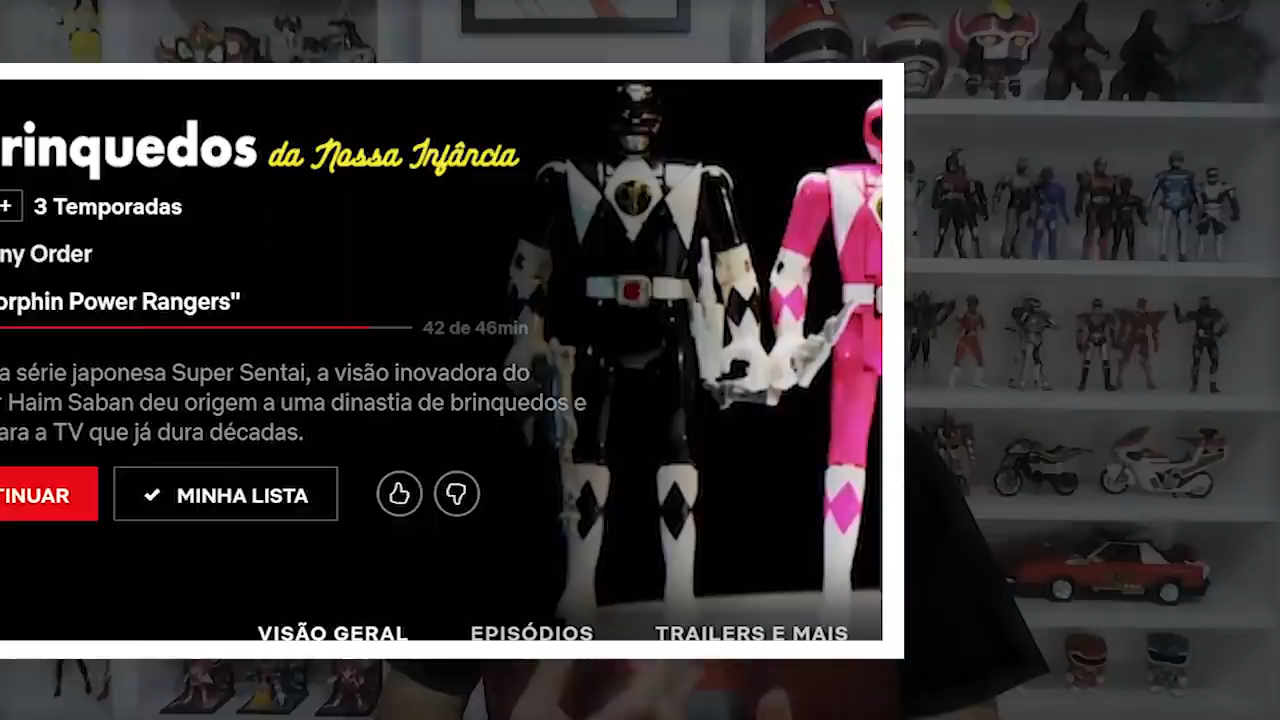 rinquedos da Nossa Infância
+ 3 Temporadas
ny Order
orphin Power Rangers"
42 de 46min
a série japonesa Super Sentai, a visão inovadora do
r Haim Saban deu origem a uma dinastia de brinquedos e
ara a TV que já dura décadas.
TINUAR MINHA LISTA
VISÃO GERAL EPISÓDIOS TRAILERS E MAIS